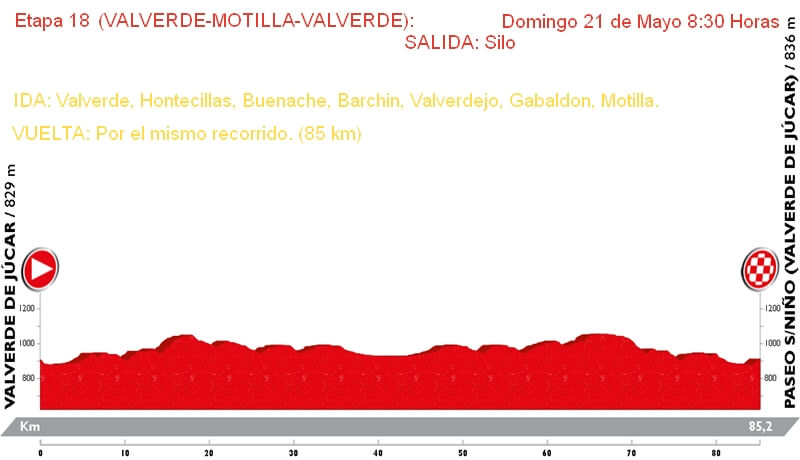 Etapa 18 (VALVERDE-MOTILLA-VALVERDE):
Domingo 21 de Mayo 8:30 Horas
SALIDA: Silo
IDA: Valverde, Hontecillas, Buenache, Barchin, Valverdejo, Gabaldon, Motilla.
VUELTA: Por el mismo recorrido. (85 km)
VALVERDE DE JÚCAR / 829 m
PASEO S/NIÑO (VALVERDE DE JÚCAR) / 836 m
1200
1000
800
1200
1000
800
Km
85,2
0 10 20 30 40 50 60 70 80